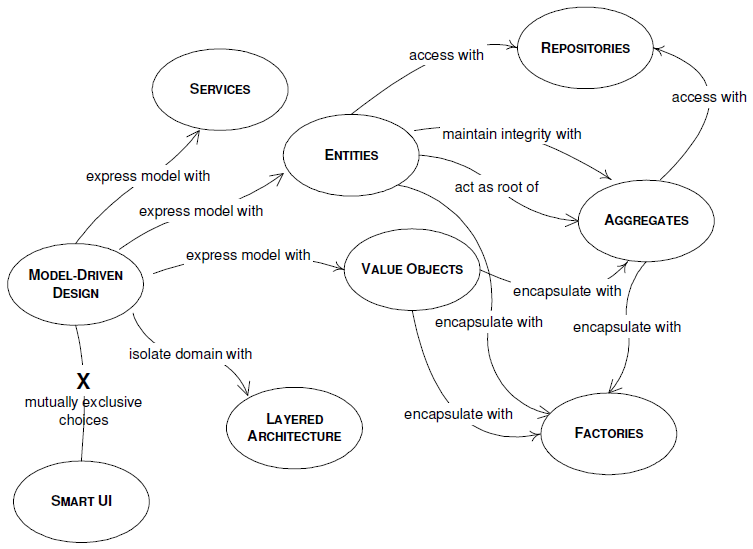 REPOSITORIES
access with
SERVICES
access with
maintain integrity with
ENTITIES
express model with
act as root of
express model with
AGGREGATES
express model with
VALUE OBJECTS
MODEL-DRIVEN
DESIGN
encapsulate with
encapsulate with
encapsulate with
isolate domain with
X
mutually exclusive
choices
encapsulate with
LAYERED
ARCHITECTURE
FACTORIES
SMART UI